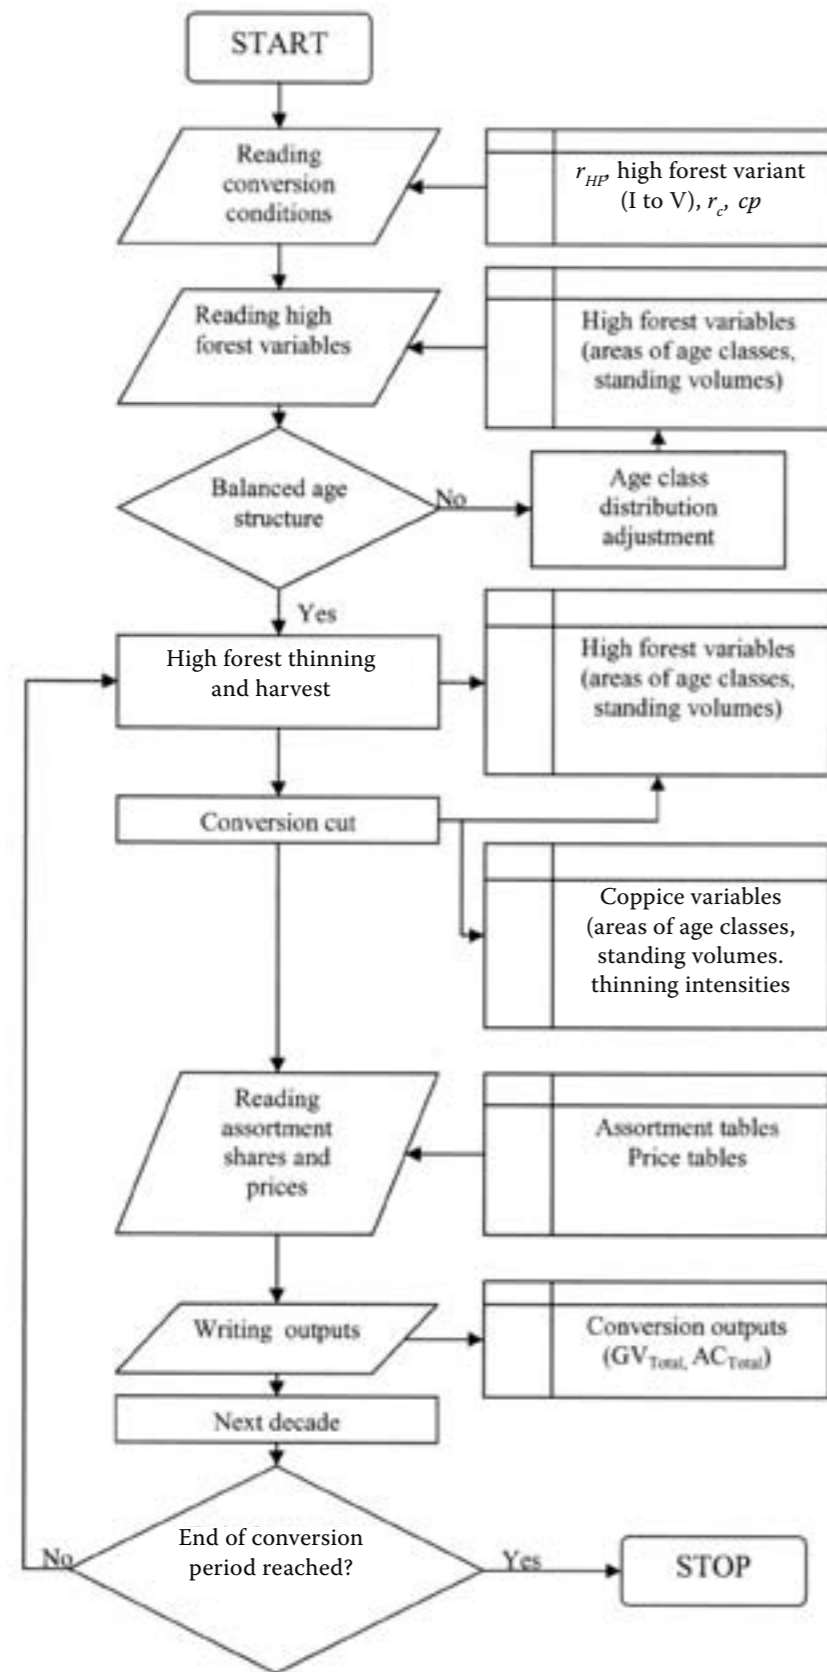 START
Reading
conversion
conditions
r_HF, high forest variant
(I to V), r_c, cp
Reading high
forest variables
High forest variables
(areas of age classes,
standing volumes)
Balanced age
structure
No
Age class
distribution
adjustment
Yes
High forest thinning
and harvest
High forest variables
(areas of age classes,
standing volumes)
Conversion cut
Coppice variables
(areas of age classes,
standing volumes.
thinning intensities
Reading
assortment
shares and
prices
Assortment tables
Price tables
Writing outputs
Conversion outputs
(GV_Total, AC_Total)
Next decade
End of conversion
period reached?
No
Yes
STOP